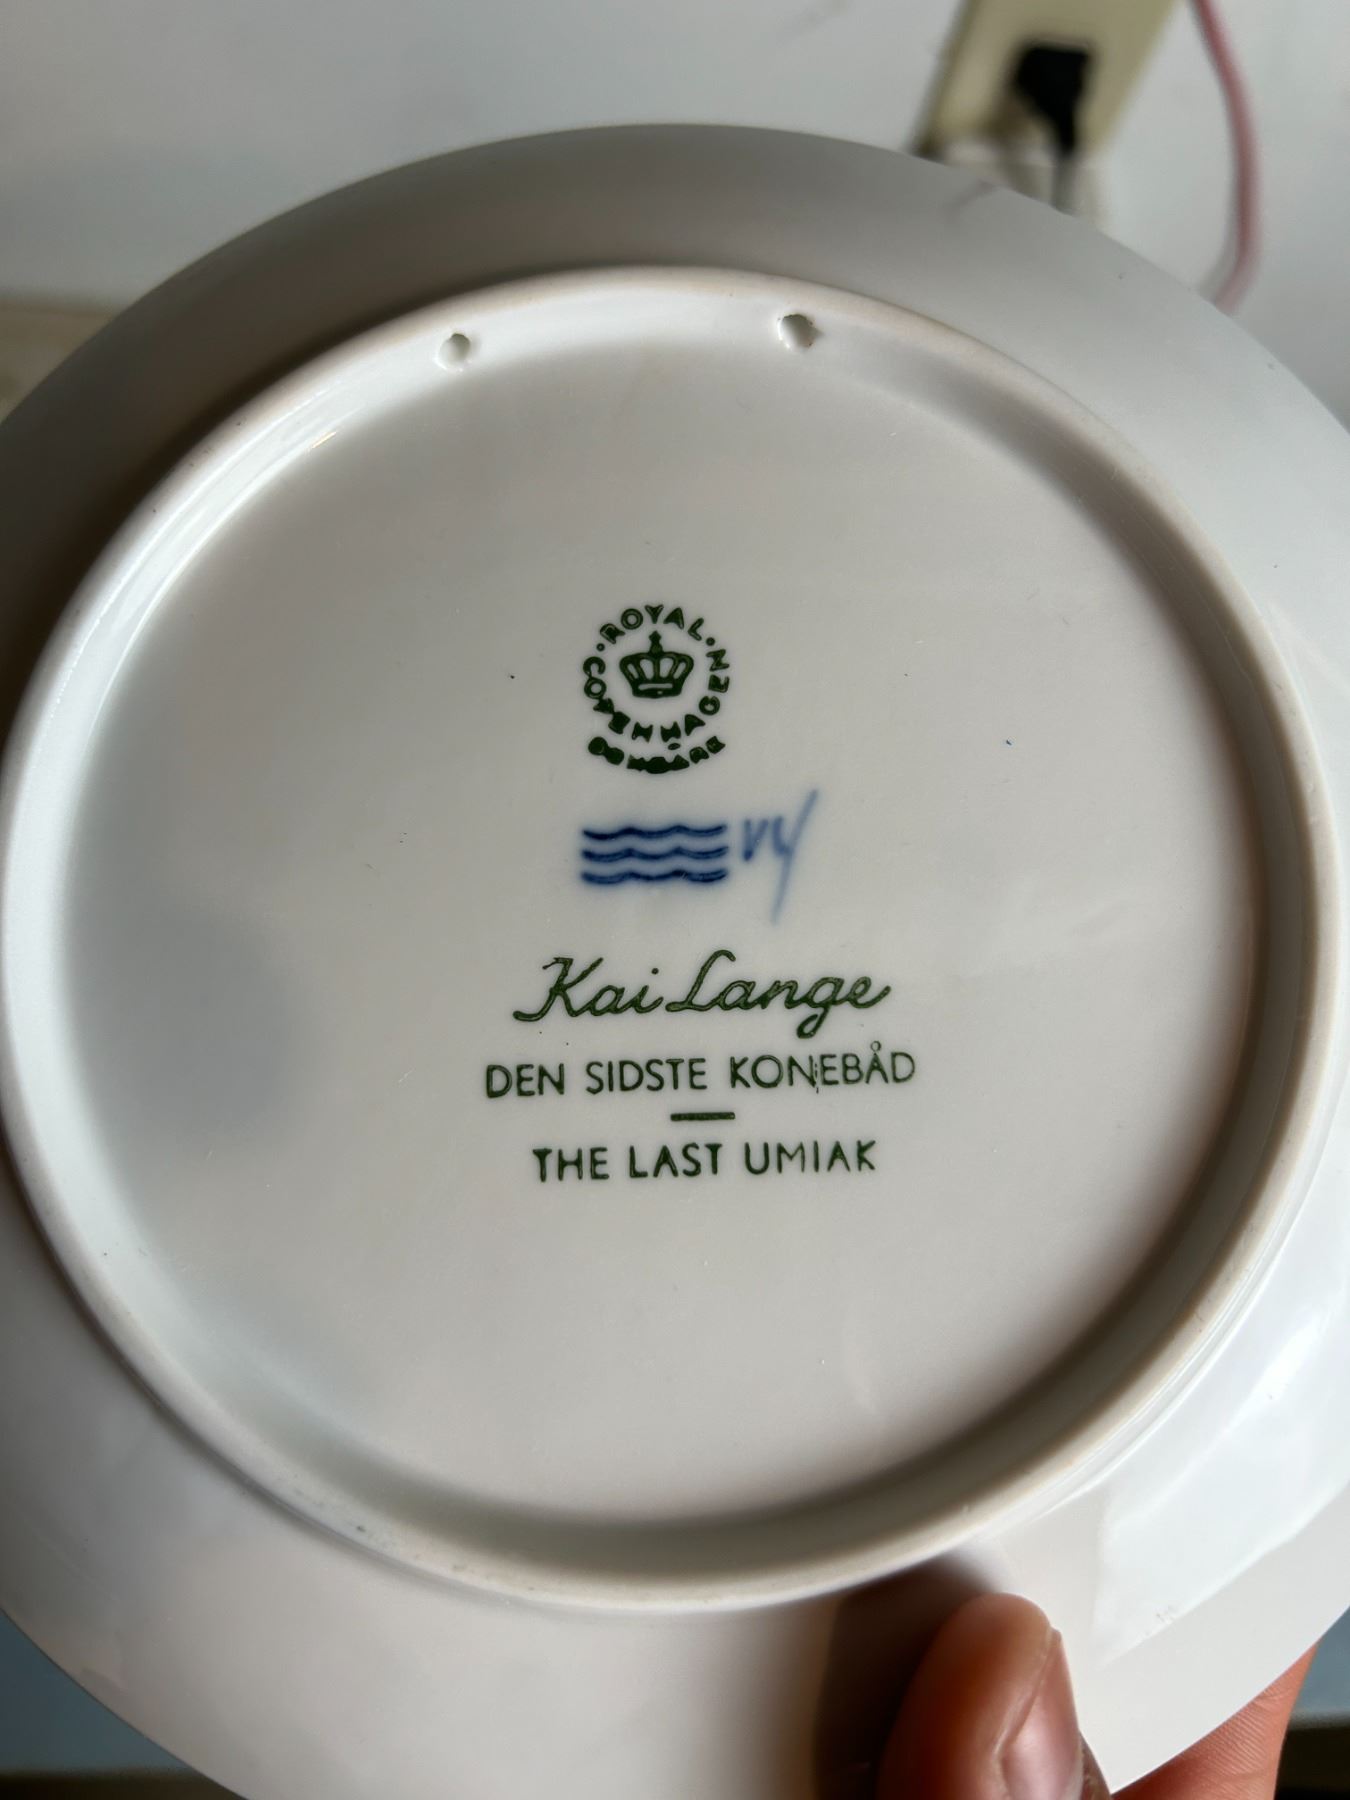 ROYAL COPENHAGEN
DENMARK
Kai Lange
DEN SIDSTE KONEBÅD
THE LAST UMIAK